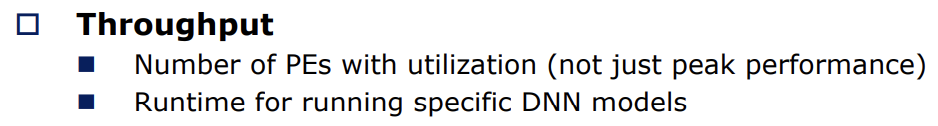 Throughput
Number of PEs with utilization (not just peak performance)
Runtime for running specific DNN models